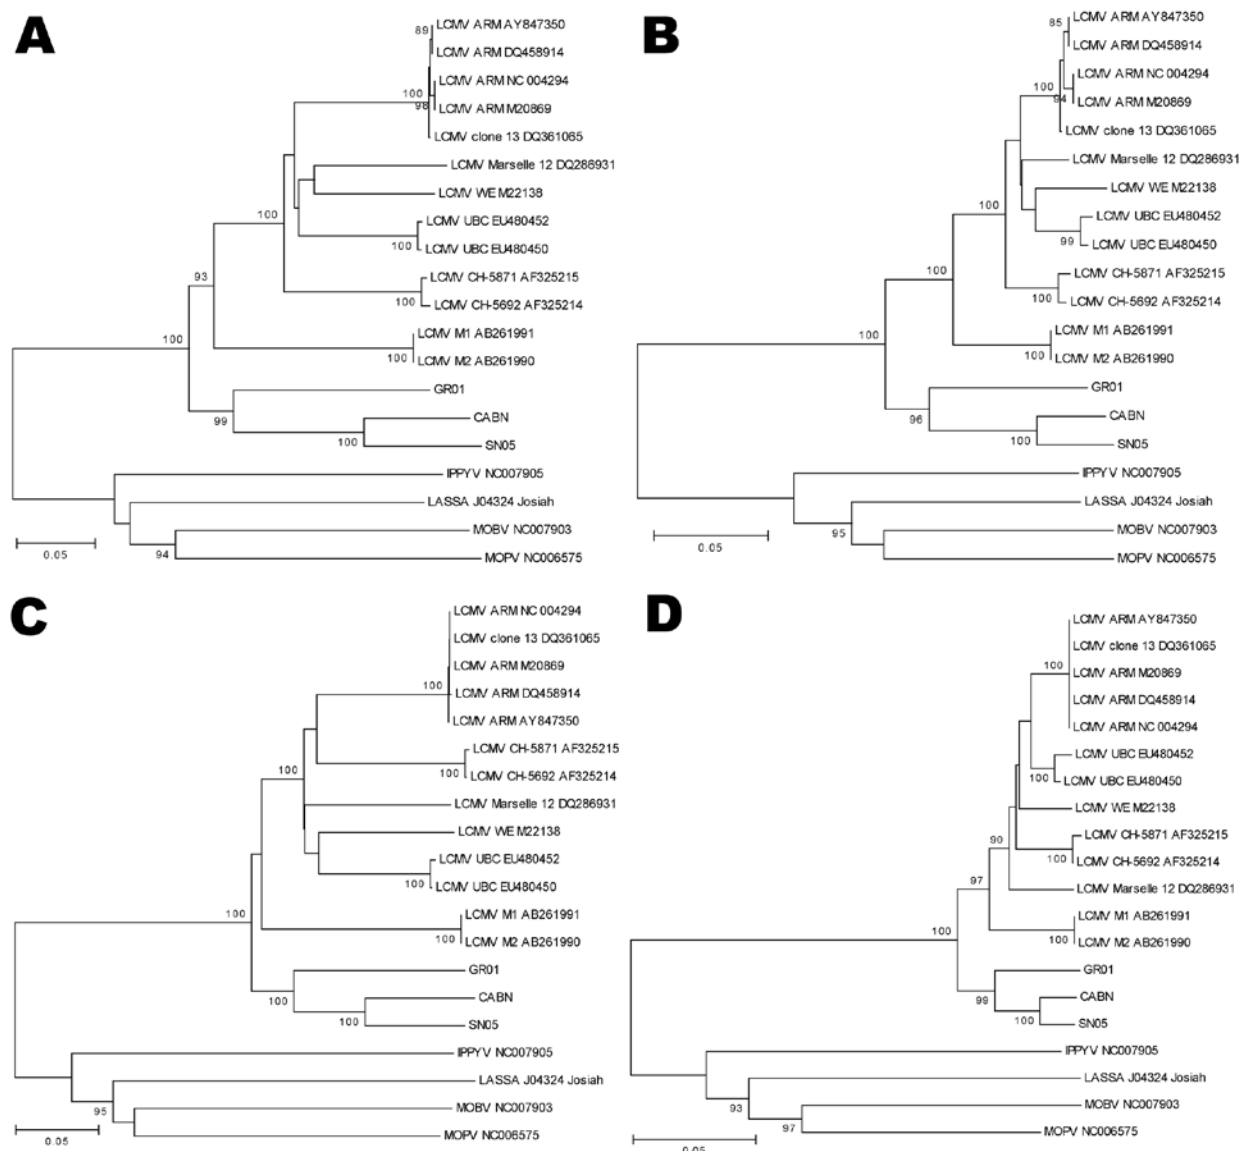 A
LCMV ARM AY847350
89
LCMV ARM DQ458914
LCMV ARM NC 004294
100
98
LCMV ARM M20869
LCMV clone 13 DQ361065
LCMV Marselle 12 DQ286931
LCMV WE M22138
100
LCMV UBC EU480452
100
LCMV UBC EU480450
93
LCMV CH-5871 AF325215
100
LCMV CH-5692 AF325214
100
LCMV M1 AB261991
100
LCMV M2 AB261990
GR01
99
CABN
100
SN05
IPPYV NC007905
LASSA J04324 Josiah
MOBV NC007903
94
MOPV NC006575
0.05
B
LCMV ARM AY847350
85
LCMV ARM DQ458914
LCMV ARM NC 004294
100
94
LCMV ARM M20869
LCMV clone 13 DQ361065
LCMV Marselle 12 DQ286931
LCMV WE M22138
LCMV UBC EU480452
99
LCMV UBC EU480450
100
LCMV CH-5871 AF325215
100
LCMV CH-5692 AF325214
100
LCMV M1 AB261991
100
LCMV M2 AB261990
GR01
96
CABN
100
SN05
IPPYV NC007905
LASSA J04324 Josiah
95
MOBV NC007903
MOPV NC006575
0.05
C
LCMV ARM NC 004294
LCMV clone 13 DQ361065
LCMV ARM M20869
100
LCMV ARM DQ458914
LCMV ARM AY847350
LCMV CH-5871 AF325215
100
100
LCMV CH-5692 AF325214
LCMV Marselle 12 DQ286931
LCMV WE M22138
LCMV UBC EU480452
100
LCMV UBC EU480450
100
LCMV M1 AB261991
100
LCMV M2 AB261990
GR01
100
CABN
100
SN05
IPPYV NC007905
LASSA J04324 Josiah
95
MOBV NC007903
MOPV NC006575
0.05
D
LCMV ARM AY847350
LCMV clone 13 DQ361065
100
LCMV ARM M20869
LCMV ARM DQ458914
LCMV ARM NC 004294
LCMV UBC EU480452
100
LCMV UBC EU480450
LCMV WE M22138
90
LCMV CH-5871 AF325215
100
LCMV CH-5692 AF325214
97
LCMV Marselle 12 DQ286931
LCMV M1 AB261991
100
100
LCMV M2 AB261990
GR01
99
CABN
100
SN05
IPPYV NC007905
LASSA J04324 Josiah
93
MOBV NC007903
97
MOPV NC006575
0.05